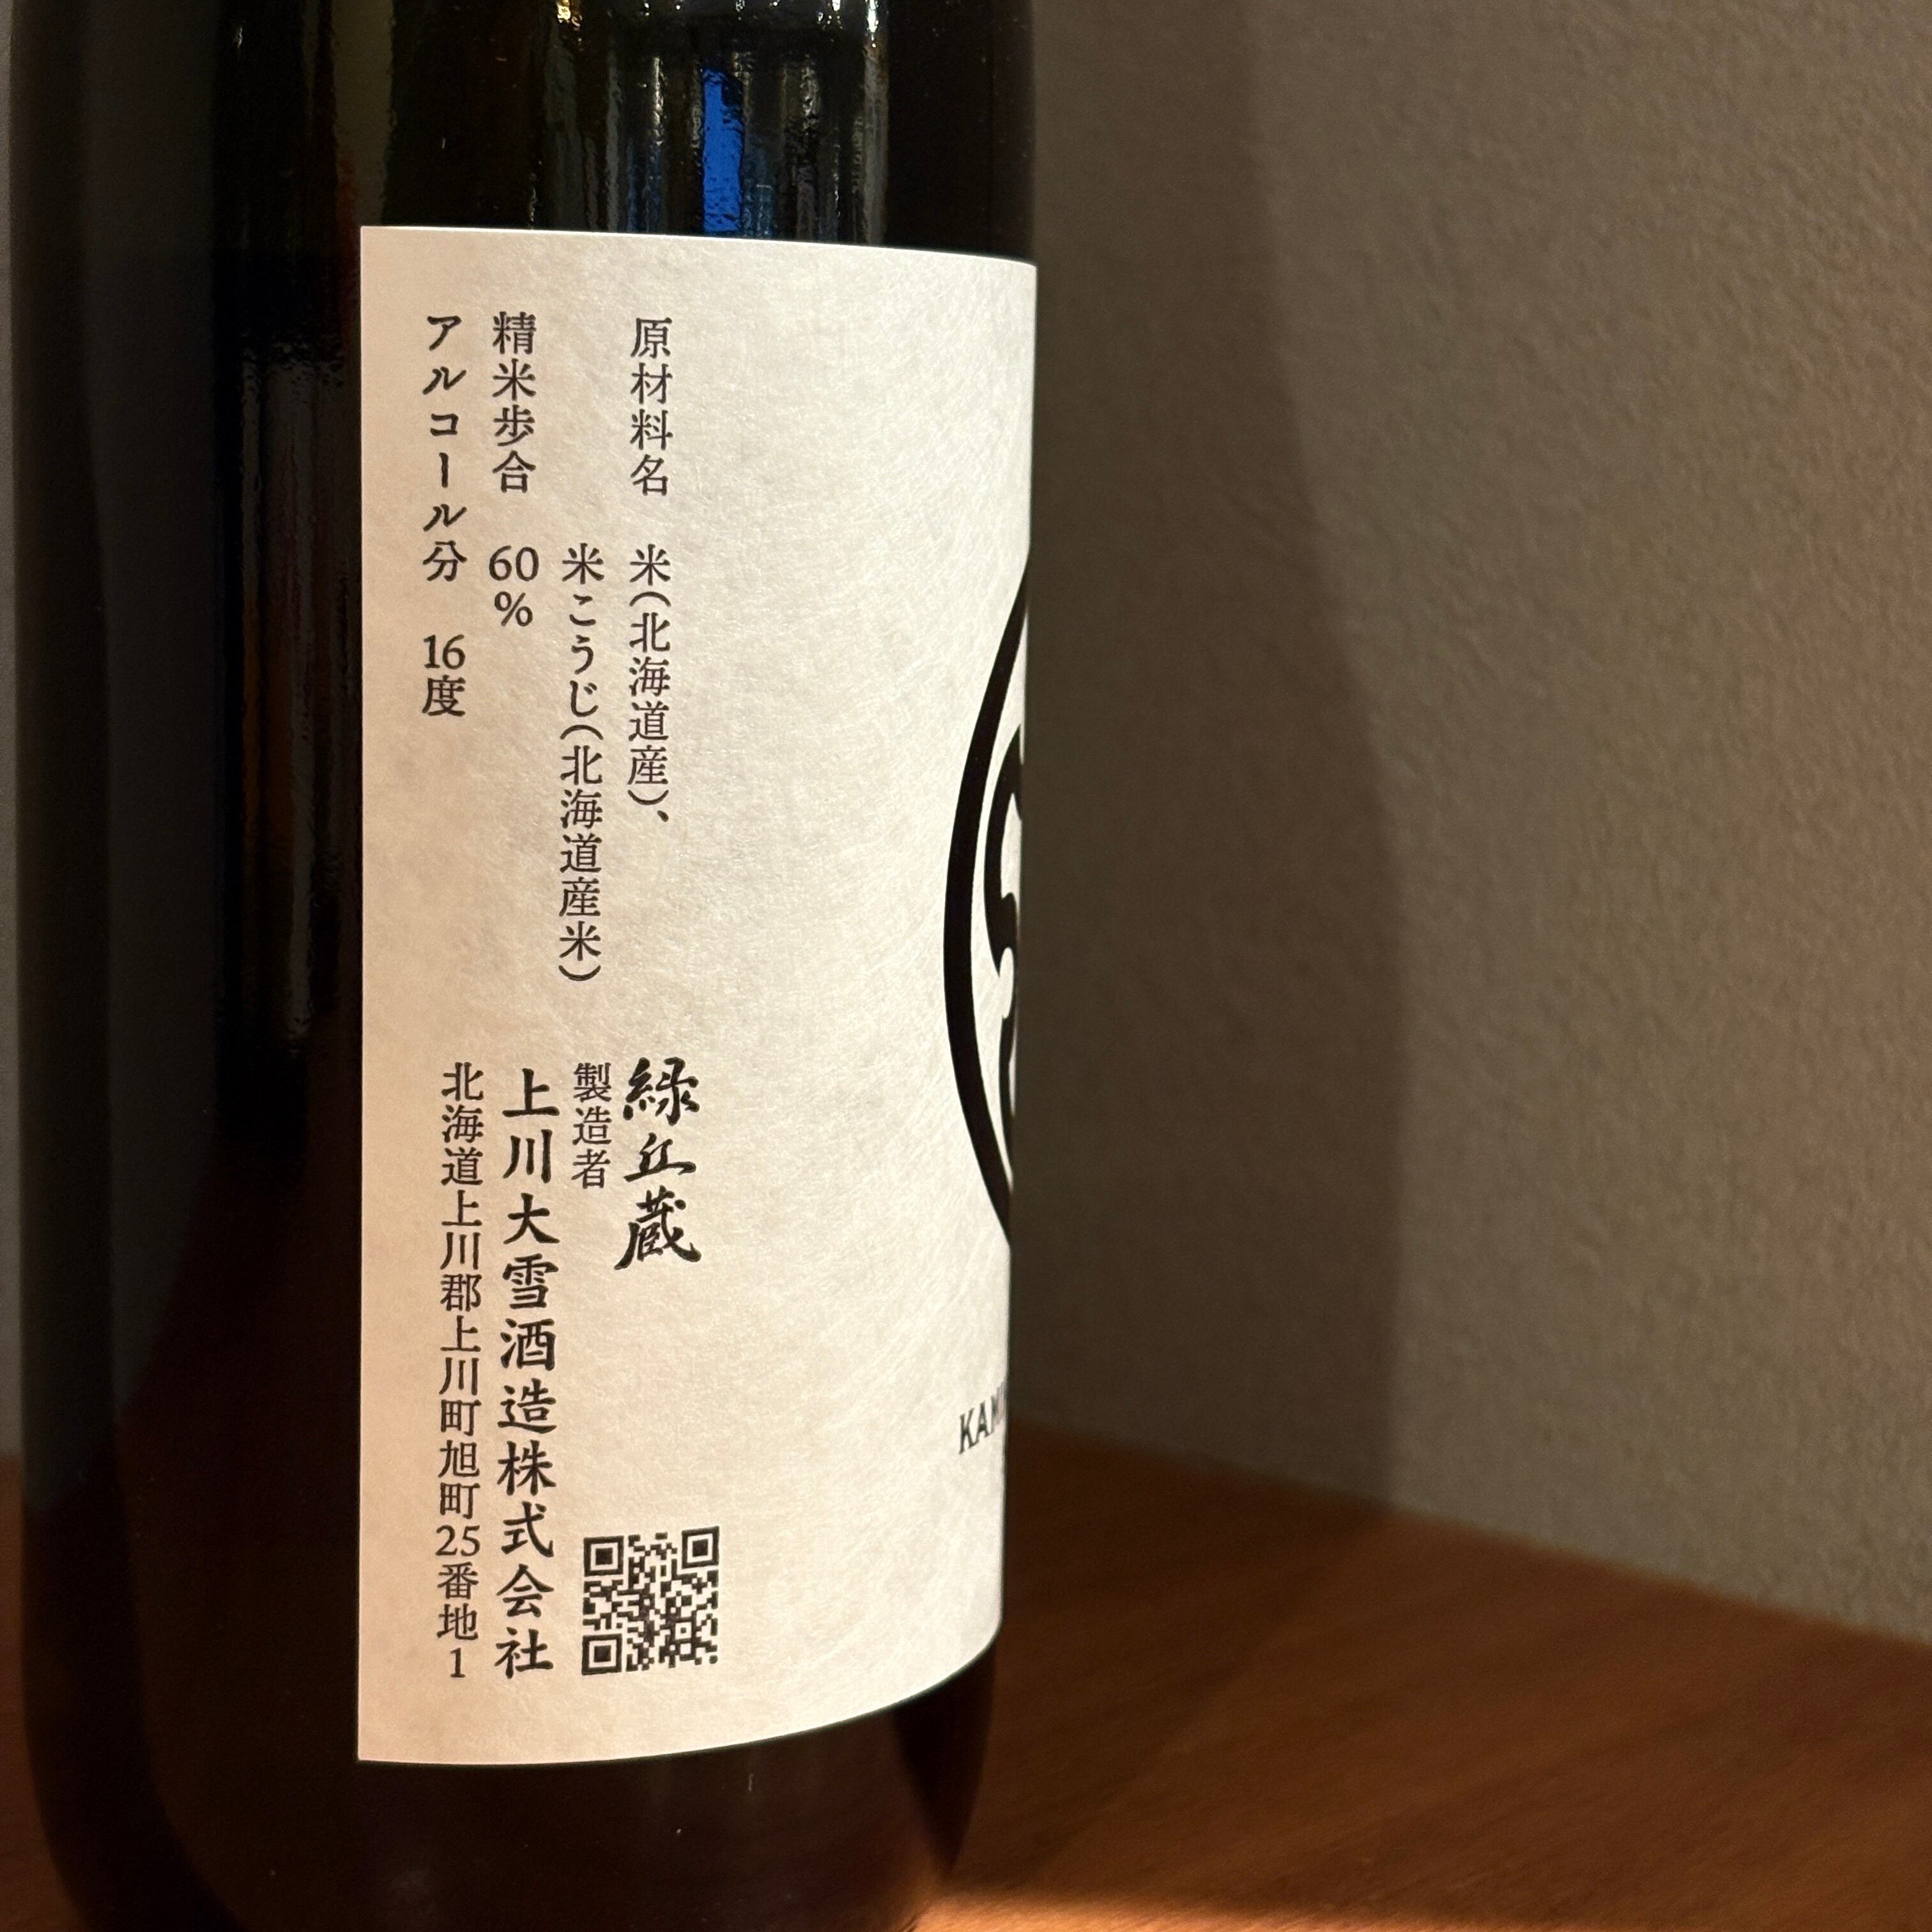 原材料名 米(北海道産)、
米こうじ(北海道産米)
精米歩合 60%
アルコール分 16度
緑丘蔵
製造者
上川大雪酒造株式会社
北海道上川郡上川町旭町25番地1